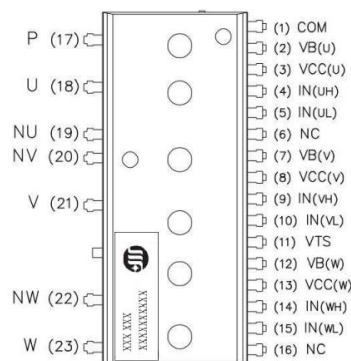 P (17)
U (18)
NU (19)
NV (20)
V (21)
NW (22)
W (23)
XXX XXX
XXXXXXXXXX
(1) COM
(2) VB(U)
(3) VCC(U)
(4) IN(UH)
(5) IN(UL)
(6) NC
(7) VB(V)
(8) VCC(V)
(9) IN(VH)
(10) IN(VL)
(11) VTS
(12) VB(W)
(13) VCC(W)
(14) IN(WH)
(15) IN(WL)
(16) NC